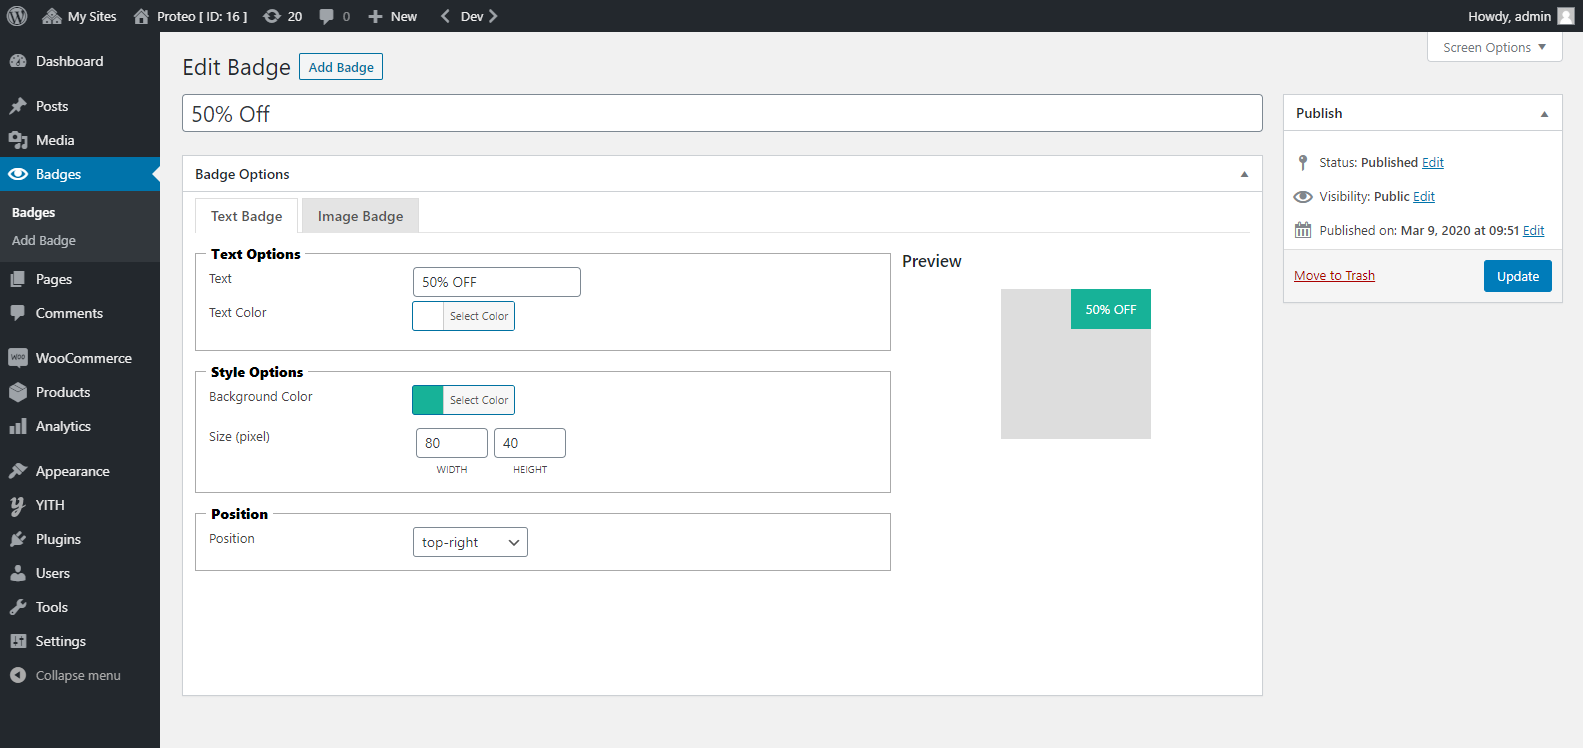 My Sites
Proteo [ ID: 16 ]
20
0
New
Dev
Howdy, admin
Screen Options
Dashboard
Posts
Media
Badges
Badges
Add Badge
Pages
Comments
WooCommerce
Products
Analytics
Appearance
YITH
Plugins
Users
Tools
Settings
Collapse menu
Edit Badge
Add Badge
50% Off
Badge Options
Text Badge
Image Badge
Text Options
Text
50% OFF
Text Color
Select Color
Style Options
Background Color
Select Color
Size (pixel)
80
40
WIDTH
HEIGHT
Position
Position
top-right
Preview
50% OFF
Publish
Status: Published Edit
Visibility: Public Edit
Published on: Mar 9, 2020 at 09:51 Edit
Move to Trash
Update